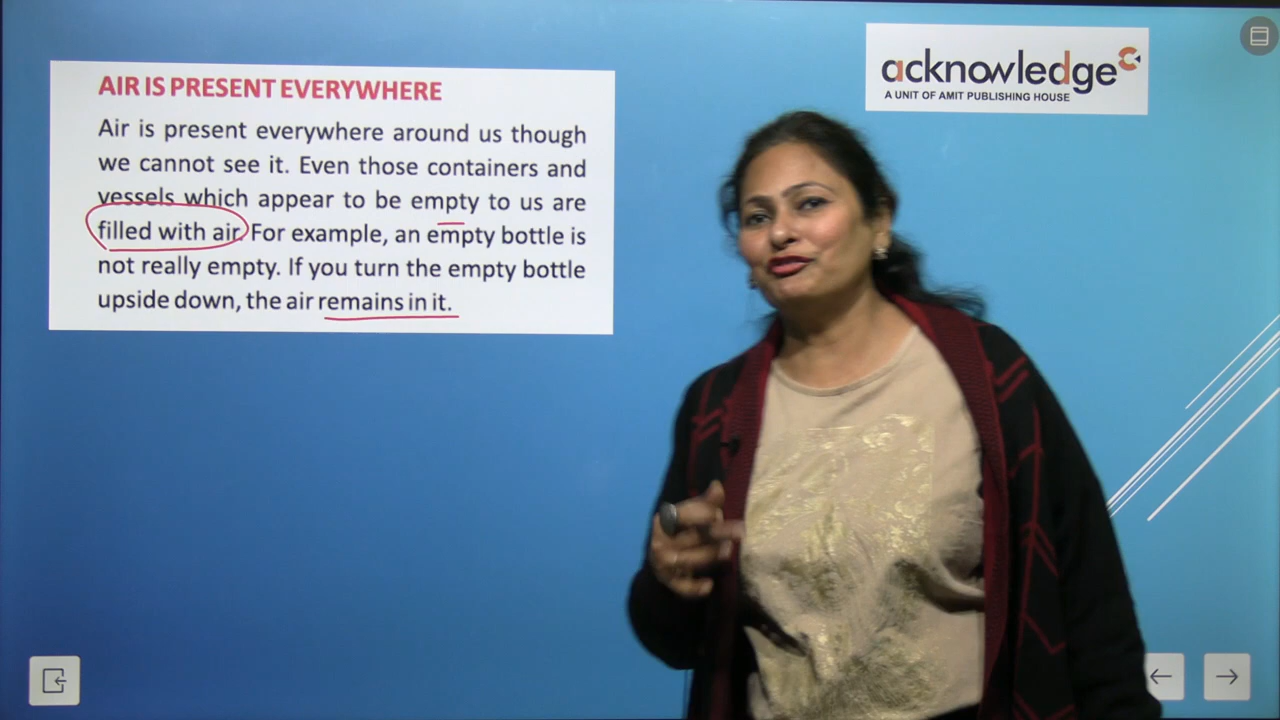 AIR IS PRESENT EVERYWHERE
Air is present everywhere around us though
we cannot see it. Even those containers and
vessels which appear to be empty to us are
filled with air. For example, an empty bottle is
not really empty. If you turn the empty bottle
upside down, the air remains in it.
acknowledge
A UNIT OF AMIT PUBLISHING HOUSE